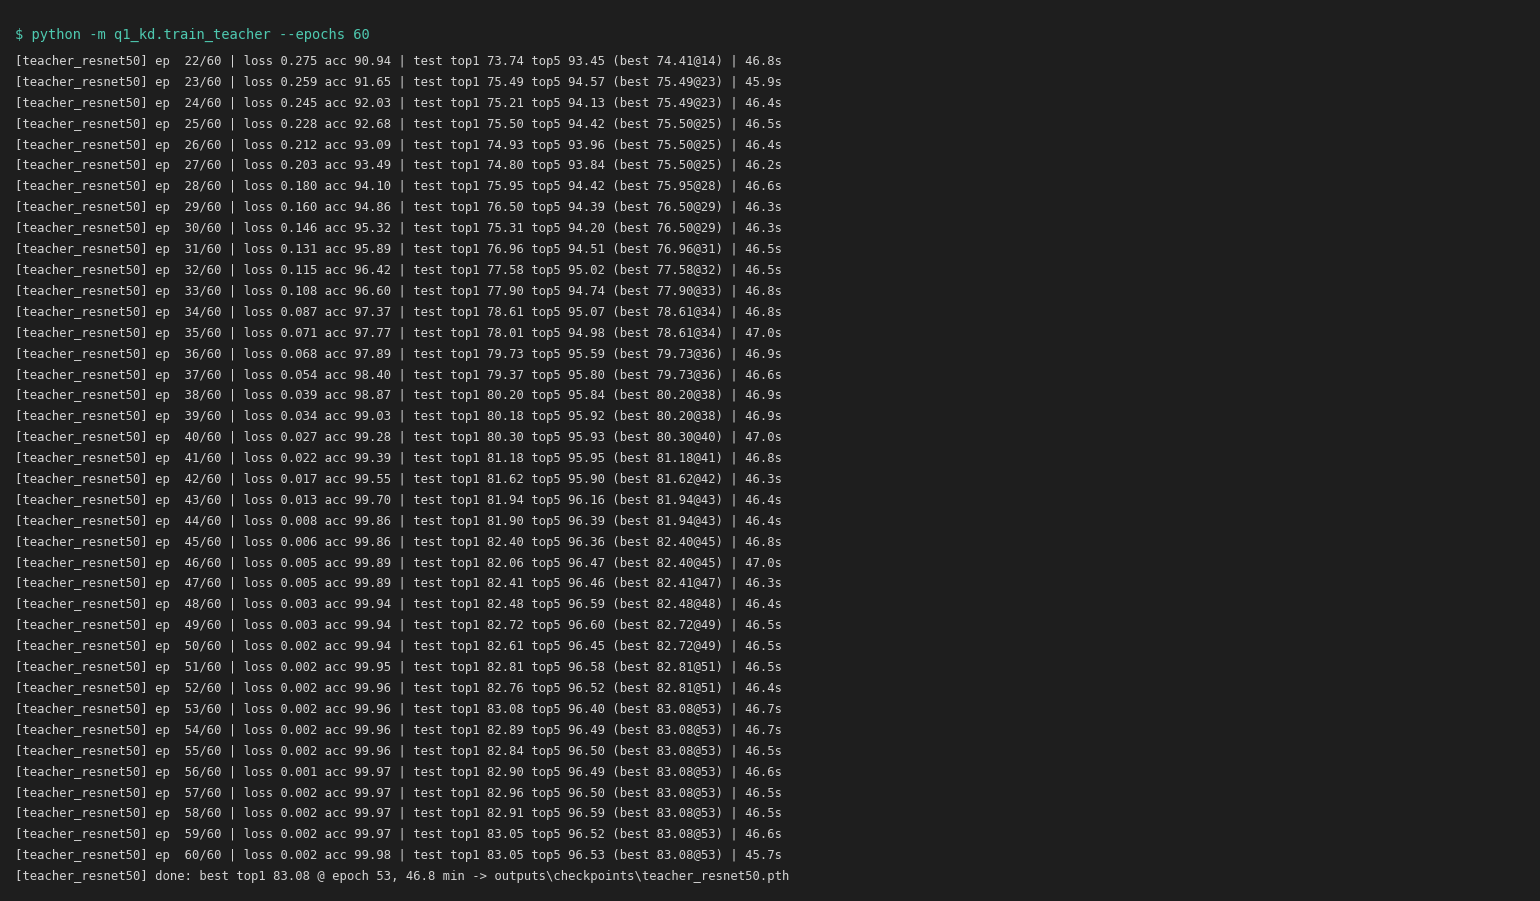 $ python -m q1_kd.train_teacher --epochs 60
[teacher_resnet50] ep  22/60 | loss 0.275 acc 90.94 | test top1 73.74 top5 93.45 (best 74.41@14) | 46.8s
[teacher_resnet50] ep  23/60 | loss 0.259 acc 91.65 | test top1 75.49 top5 94.57 (best 75.49@23) | 45.9s
[teacher_resnet50] ep  24/60 | loss 0.245 acc 92.03 | test top1 75.21 top5 94.13 (best 75.49@23) | 46.4s
[teacher_resnet50] ep  25/60 | loss 0.228 acc 92.68 | test top1 75.50 top5 94.42 (best 75.50@25) | 46.5s
[teacher_resnet50] ep  26/60 | loss 0.212 acc 93.09 | test top1 74.93 top5 93.96 (best 75.50@25) | 46.4s
[teacher_resnet50] ep  27/60 | loss 0.203 acc 93.49 | test top1 74.80 top5 93.84 (best 75.50@25) | 46.2s
[teacher_resnet50] ep  28/60 | loss 0.180 acc 94.10 | test top1 75.95 top5 94.42 (best 75.95@28) | 46.6s
[teacher_resnet50] ep  29/60 | loss 0.160 acc 94.86 | test top1 76.50 top5 94.39 (best 76.50@29) | 46.3s
[teacher_resnet50] ep  30/60 | loss 0.146 acc 95.32 | test top1 75.31 top5 94.20 (best 76.50@29) | 46.3s
[teacher_resnet50] ep  31/60 | loss 0.131 acc 95.89 | test top1 76.96 top5 94.51 (best 76.96@31) | 46.5s
[teacher_resnet50] ep  32/60 | loss 0.115 acc 96.42 | test top1 77.58 top5 95.02 (best 77.58@32) | 46.5s
[teacher_resnet50] ep  33/60 | loss 0.108 acc 96.60 | test top1 77.90 top5 94.74 (best 77.90@33) | 46.8s
[teacher_resnet50] ep  34/60 | loss 0.087 acc 97.37 | test top1 78.61 top5 95.07 (best 78.61@34) | 46.8s
[teacher_resnet50] ep  35/60 | loss 0.071 acc 97.77 | test top1 78.01 top5 94.98 (best 78.61@34) | 47.0s
[teacher_resnet50] ep  36/60 | loss 0.068 acc 97.89 | test top1 79.73 top5 95.59 (best 79.73@36) | 46.9s
[teacher_resnet50] ep  37/60 | loss 0.054 acc 98.40 | test top1 79.37 top5 95.80 (best 79.73@36) | 46.6s
[teacher_resnet50] ep  38/60 | loss 0.039 acc 98.87 | test top1 80.20 top5 95.84 (best 80.20@38) | 46.9s
[teacher_resnet50] ep  39/60 | loss 0.034 acc 99.03 | test top1 80.18 top5 95.92 (best 80.20@38) | 46.9s
[teacher_resnet50] ep  40/60 | loss 0.027 acc 99.28 | test top1 80.30 top5 95.93 (best 80.30@40) | 47.0s
[teacher_resnet50] ep  41/60 | loss 0.022 acc 99.39 | test top1 81.18 top5 95.95 (best 81.18@41) | 46.8s
[teacher_resnet50] ep  42/60 | loss 0.017 acc 99.55 | test top1 81.62 top5 95.90 (best 81.62@42) | 46.3s
[teacher_resnet50] ep  43/60 | loss 0.013 acc 99.70 | test top1 81.94 top5 96.16 (best 81.94@43) | 46.4s
[teacher_resnet50] ep  44/60 | loss 0.008 acc 99.86 | test top1 81.90 top5 96.39 (best 81.94@43) | 46.4s
[teacher_resnet50] ep  45/60 | loss 0.006 acc 99.86 | test top1 82.40 top5 96.36 (best 82.40@45) | 46.8s
[teacher_resnet50] ep  46/60 | loss 0.005 acc 99.89 | test top1 82.06 top5 96.47 (best 82.40@45) | 47.0s
[teacher_resnet50] ep  47/60 | loss 0.005 acc 99.89 | test top1 82.41 top5 96.46 (best 82.41@47) | 46.3s
[teacher_resnet50] ep  48/60 | loss 0.003 acc 99.94 | test top1 82.48 top5 96.59 (best 82.48@48) | 46.4s
[teacher_resnet50] ep  49/60 | loss 0.003 acc 99.94 | test top1 82.72 top5 96.60 (best 82.72@49) | 46.5s
[teacher_resnet50] ep  50/60 | loss 0.002 acc 99.94 | test top1 82.61 top5 96.45 (best 82.72@49) | 46.5s
[teacher_resnet50] ep  51/60 | loss 0.002 acc 99.95 | test top1 82.81 top5 96.58 (best 82.81@51) | 46.5s
[teacher_resnet50] ep  52/60 | loss 0.002 acc 99.96 | test top1 82.76 top5 96.52 (best 82.81@51) | 46.4s
[teacher_resnet50] ep  53/60 | loss 0.002 acc 99.96 | test top1 83.08 top5 96.40 (best 83.08@53) | 46.7s
[teacher_resnet50] ep  54/60 | loss 0.002 acc 99.96 | test top1 82.89 top5 96.49 (best 83.08@53) | 46.7s
[teacher_resnet50] ep  55/60 | loss 0.002 acc 99.96 | test top1 82.84 top5 96.50 (best 83.08@53) | 46.5s
[teacher_resnet50] ep  56/60 | loss 0.001 acc 99.97 | test top1 82.90 top5 96.49 (best 83.08@53) | 46.6s
[teacher_resnet50] ep  57/60 | loss 0.002 acc 99.97 | test top1 82.96 top5 96.50 (best 83.08@53) | 46.5s
[teacher_resnet50] ep  58/60 | loss 0.002 acc 99.97 | test top1 82.91 top5 96.59 (best 83.08@53) | 46.5s
[teacher_resnet50] ep  59/60 | loss 0.002 acc 99.97 | test top1 83.05 top5 96.52 (best 83.08@53) | 46.6s
[teacher_resnet50] ep  60/60 | loss 0.002 acc 99.98 | test top1 83.05 top5 96.53 (best 83.08@53) | 45.7s
[teacher_resnet50] done: best top1 83.08 @ epoch 53, 46.8 min -> outputs\checkpoints\teacher_resnet50.pth